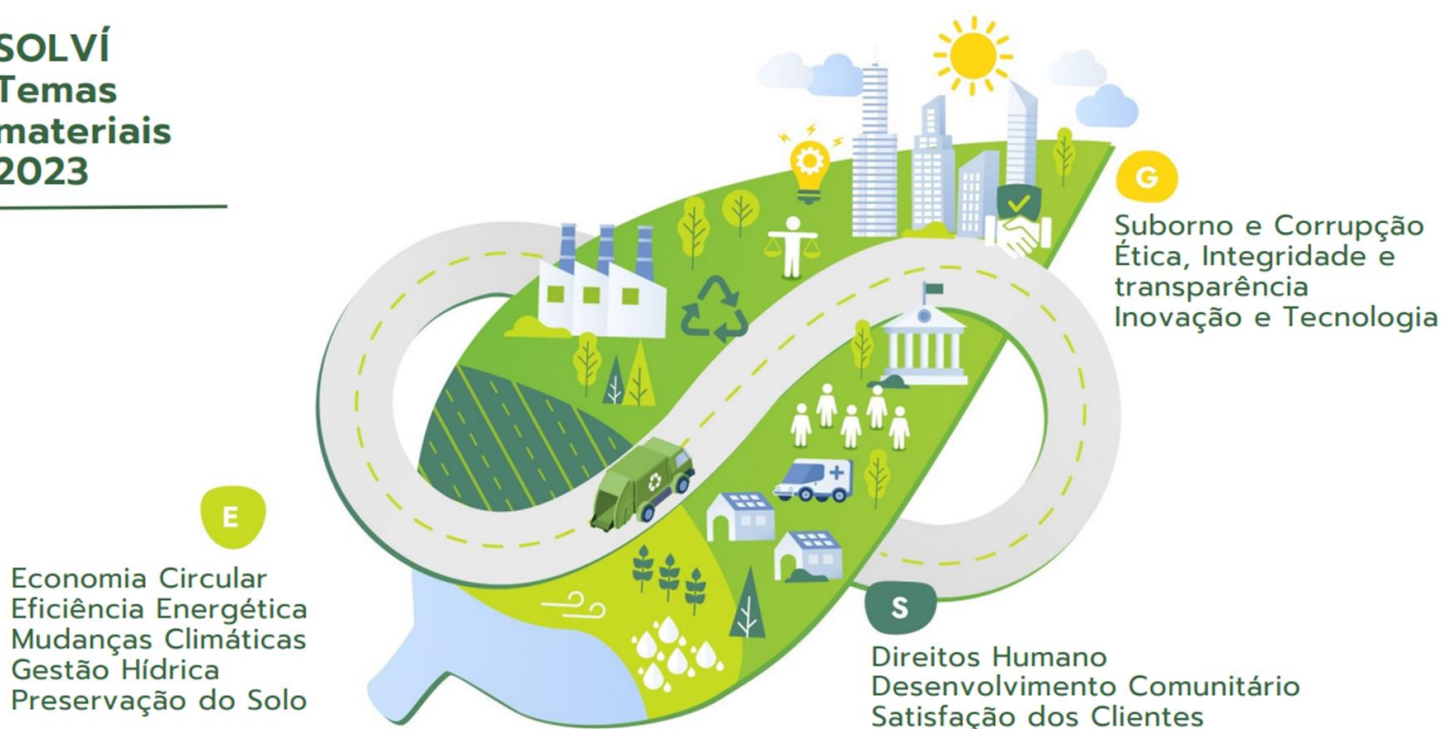 SOLVÍ
Temas
materiais
2023
G
Suborno e Corrupção
Ética, Integridade e
transparência
Inovação e Tecnologia
E
Economia Circular
Eficiência Energética
Mudanças Climáticas
Gestão Hídrica
Preservação do Solo
S
Direitos Humano
Desenvolvimento Comunitário
Satisfação dos Clientes